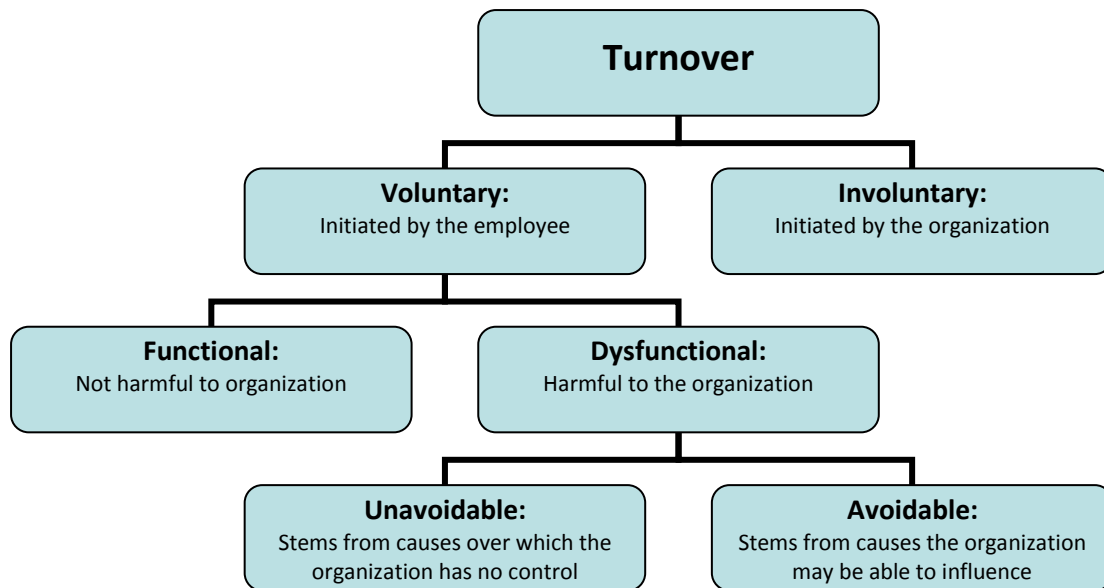 Turnover
Voluntary:
Initiated by the employee
Involuntary:
Initiated by the organization
Functional:
Not harmful to organization
Dysfunctional:
Harmful to the organization
Unavoidable:
Stems from causes over which the
organization has no control
Avoidable:
Stems from causes the organization
may be able to influence